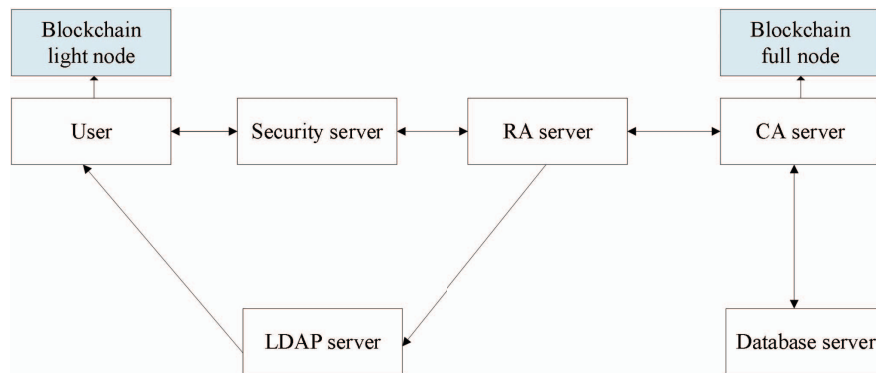 Blockchain
light node
Blockchain
full node
User
Security server
RA server
CA server
LDAP server
Database server